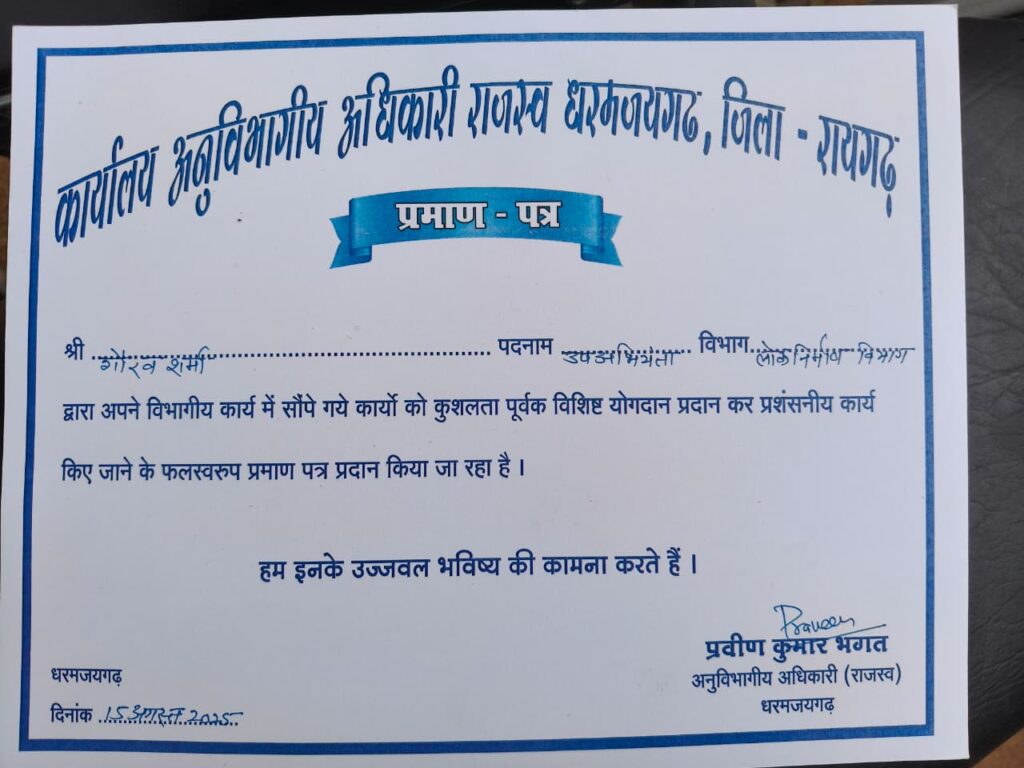 कार्यालय अनुविभागीय अधिकारी राजस्व धरमजयगढ, जिला - रायगढ़
प्रमाण - पत्र
श्री गौरव शर्मा पदनाम उपअभियंता विभाग लोक निर्माण विभाग
द्वारा अपने विभागीय कार्य में सौंपे गये कार्यो को कुशलता पूर्वक विशिष्ट योगदान प्रदान कर प्रशंसनीय कार्य
किए जाने के फलस्वरुप प्रमाण पत्र प्रदान किया जा रहा है ।
हम इनके उज्जवल भविष्य की कामना करते हैं ।
Praveen
प्रवीण कुमार भगत
अनुविभागीय अधिकारी (राजस्व)
धरमजयगढ़
धरमजयगढ़
दिनांक 15 अगस्त 2025